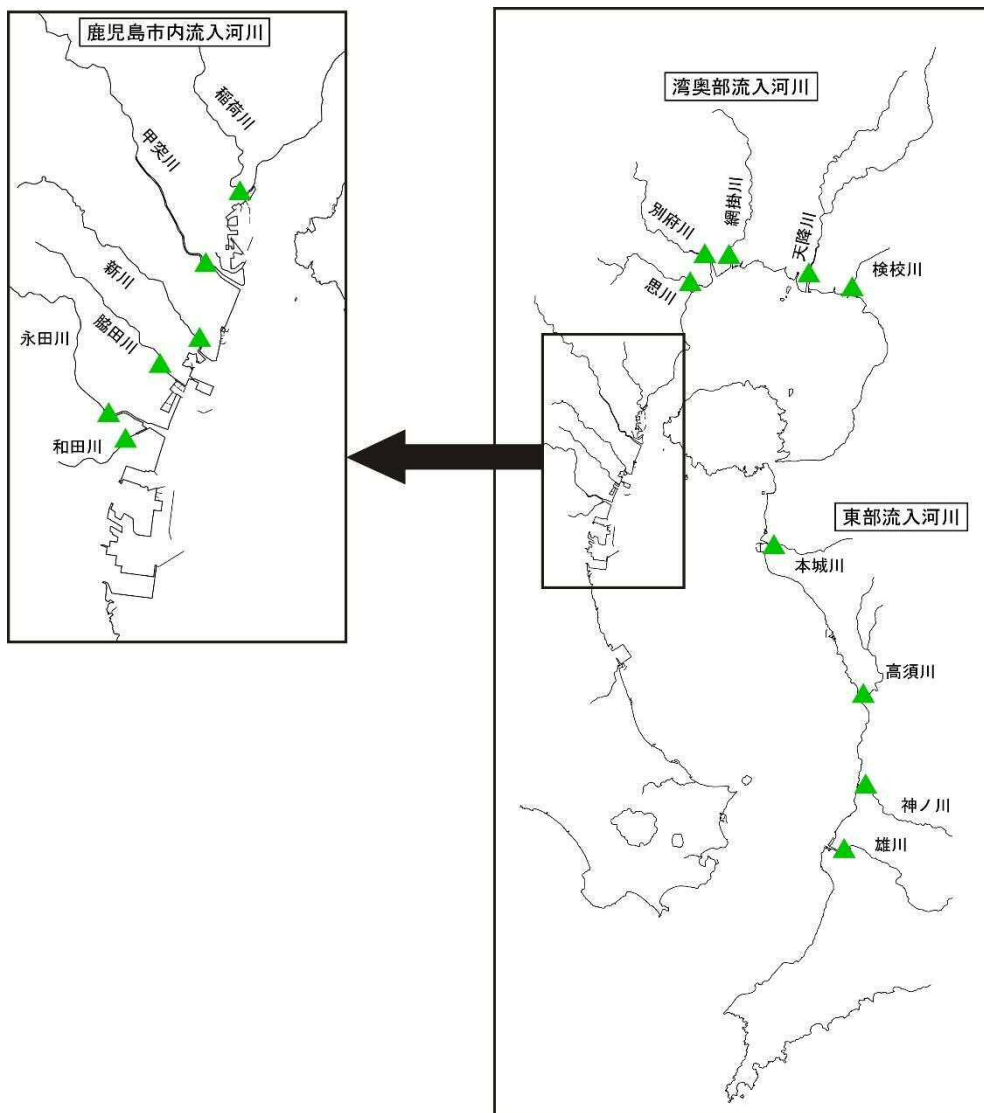 鹿児島市内流入河川
稲荷川
甲突川
新川
脇田川
永田川
和田川
湾奥部流入河川
網掛川
別府川
思川
天降川
検校川
東部流入河川
本城川
高須川
神ノ川
雄川